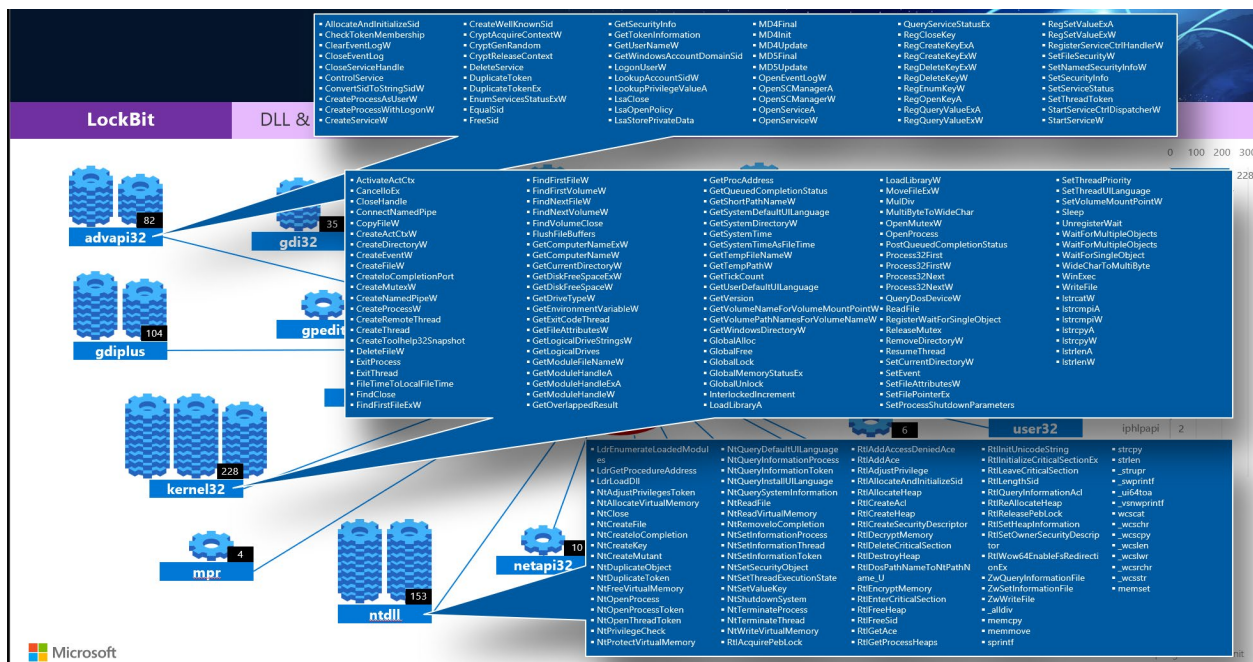 ▪ AllocateAndInitializeSid
▪ CheckTokenMembership
▪ ClearEventLogW
▪ CloseEventLog
▪ CloseServiceHandle
▪ ControlService
▪ ConvertSidToStringSidW
▪ CreateProcessAsUserW
▪ CreateProcessWithLogonW
▪ CreateServiceW
▪ CreateWellKnownSid
▪ CryptAcquireContextW
▪ CryptGenRandom
▪ CryptReleaseContext
▪ DeleteService
▪ DuplicateToken
▪ DuplicateTokenEx
▪ EnumServicesStatusExW
▪ EqualSid
▪ FreeSid
▪ GetSecurityInfo
▪ GetTokenInformation
▪ GetUserNameW
▪ GetWindowsAccountDomainSid
▪ LogonUserW
▪ LookupAccountSidW
▪ LookupPrivilegeValueA
▪ LsaClose
▪ LsaOpenPolicy
▪ LsaStorePrivateData
▪ MD4Final
▪ MD4Init
▪ MD4Update
▪ MD5Final
▪ MD5Update
▪ OpenEventLogW
▪ OpenSCManagerA
▪ OpenSCManagerW
▪ OpenServiceA
▪ OpenServiceW
▪ QueryServiceStatusEx
▪ RegCloseKey
▪ RegCreateKeyExA
▪ RegCreateKeyExW
▪ RegDeleteKeyExW
▪ RegDeleteKeyW
▪ RegEnumKeyW
▪ RegOpenKeyA
▪ RegQueryValueExA
▪ RegQueryValueExW
▪ RegSetValueExA
▪ RegSetValueExW
▪ RegisterServiceCtrlHandlerW
▪ SetFileSecurityW
▪ SetNamedSecurityInfoW
▪ SetSecurityInfo
▪ SetServiceStatus
▪ SetThreadToken
▪ StartServiceCtrlDispatcherW
▪ StartServiceW
LockBit
DLL &
0 100 200 300
228
82
advapi32
35
gdi32
104
gdiplus
gpedit
▪ ActivateActCtx
▪ CancelIoEx
▪ CloseHandle
▪ ConnectNamedPipe
▪ CopyFileW
▪ CreateActCtxW
▪ CreateDirectoryW
▪ CreateEventW
▪ CreateFileW
▪ CreateIoCompletionPort
▪ CreateMutexW
▪ CreateNamedPipeW
▪ CreateProcessW
▪ CreateRemoteThread
▪ CreateThread
▪ CreateToolhelp32Snapshot
▪ DeleteFileW
▪ ExitProcess
▪ ExitThread
▪ FileTimeToLocalFileTime
▪ FindClose
▪ FindFirstFileExW
▪ FindFirstFileW
▪ FindFirstVolumeW
▪ FindNextFileW
▪ FindNextVolumeW
▪ FindVolumeClose
▪ FlushFileBuffers
▪ GetComputerNameExW
▪ GetComputerNameW
▪ GetCurrentDirectoryW
▪ GetDiskFreeSpaceExW
▪ GetDiskFreeSpaceW
▪ GetDriveTypeW
▪ GetEnvironmentVariableW
▪ GetExitCodeThread
▪ GetFileAttributesW
▪ GetLogicalDriveStringsW
▪ GetLogicalDrives
▪ GetModuleFileNameW
▪ GetModuleHandleA
▪ GetModuleHandleExA
▪ GetModuleHandleW
▪ GetOverlappedResult
▪ GetProcAddress
▪ GetQueuedCompletionStatus
▪ GetShortPathNameW
▪ GetSystemDefaultUILanguage
▪ GetSystemDirectoryW
▪ GetSystemTime
▪ GetSystemTimeAsFileTime
▪ GetTempFileNameW
▪ GetTempPathW
▪ GetTickCount
▪ GetUserDefaultUILanguage
▪ GetVersion
▪ GetVolumeNameForVolumeMountPointW
▪ GetVolumePathNamesForVolumeNameW
▪ GetWindowsDirectoryW
▪ GlobalAlloc
▪ GlobalFree
▪ GlobalLock
▪ GlobalMemoryStatusEx
▪ GlobalUnlock
▪ InterlockedIncrement
▪ LoadLibraryA
▪ LoadLibraryW
▪ MoveFileExW
▪ MulDiv
▪ MultiByteToWideChar
▪ OpenMutexW
▪ OpenProcess
▪ PostQueuedCompletionStatus
▪ Process32First
▪ Process32FirstW
▪ Process32Next
▪ Process32NextW
▪ QueryDosDeviceW
▪ ReadFile
▪ RegisterWaitForSingleObject
▪ ReleaseMutex
▪ RemoveDirectoryW
▪ ResumeThread
▪ SetCurrentDirectoryW
▪ SetEvent
▪ SetFileAttributesW
▪ SetFilePointerEx
▪ SetProcessShutdownParameters
▪ SetThreadPriority
▪ SetThreadUILanguage
▪ SetVolumeMountPointW
▪ Sleep
▪ UnregisterWait
▪ WaitForMultipleObjects
▪ WaitForMultipleObjects
▪ WaitForSingleObject
▪ WideCharToMultiByte
▪ WinExec
▪ WriteFile
▪ lstrcatW
▪ lstrcmpiA
▪ lstrcmpiW
▪ lstrcpyA
▪ lstrcpyW
▪ lstrlenA
▪ lstrlenW
228
kernel32
6
user32
iphlpapi 2
4
mpr
153
ntdll
10
netapi32
▪ LdrEnumerateLoadedModul
es
▪ LdrGetProcedureAddress
▪ LdrLoadDll
▪ NtAdjustPrivilegesToken
▪ NtAllocateVirtualMemory
▪ NtClose
▪ NtCreateFile
▪ NtCreateIoCompletion
▪ NtCreateKey
▪ NtCreateMutant
▪ NtDuplicateObject
▪ NtDuplicateToken
▪ NtFreeVirtualMemory
▪ NtOpenProcess
▪ NtOpenProcessToken
▪ NtOpenThreadToken
▪ NtPrivilegeCheck
▪ NtProtectVirtualMemory
▪ NtQueryDefaultUILanguage
▪ NtQueryInformationProcess
▪ NtQueryInformationToken
▪ NtQueryInstallUILanguage
▪ NtQuerySystemInformation
▪ NtReadFile
▪ NtReadVirtualMemory
▪ NtRemoveIoCompletion
▪ NtSetInformationProcess
▪ NtSetInformationThread
▪ NtSetInformationToken
▪ NtSetSecurityObject
▪ NtSetThreadExecutionState
▪ NtSetValueKey
▪ NtShutdownSystem
▪ NtTerminateProcess
▪ NtTerminateThread
▪ NtWriteVirtualMemory
▪ RtlAcquirePebLock
▪ RtlAddAccessDeniedAce
▪ RtlAddAce
▪ RtlAdjustPrivilege
▪ RtlAllocateAndInitializeSid
▪ RtlAllocateHeap
▪ RtlCreateAcl
▪ RtlCreateHeap
▪ RtlCreateSecurityDescriptor
▪ RtlDecryptMemory
▪ RtlDeleteCriticalSection
▪ RtlDestroyHeap
▪ RtlDosPathNameToNtPathN
ame_U
▪ RtlEncryptMemory
▪ RtlEnterCriticalSection
▪ RtlFreeHeap
▪ RtlFreeSid
▪ RtlGetAce
▪ RtlGetProcessHeaps
▪ RtlInitUnicodeString
▪ RtlInitializeCriticalSectionEx
▪ RtlLeaveCriticalSection
▪ RtlLengthSid
▪ RtlQueryInformationAcl
▪ RtlReAllocateHeap
▪ RtlReleasePebLock
▪ RtlSetHeapInformation
▪ RtlSetOwnerSecurityDescrip
tor
▪ RtlWow64EnableFsRedirecti
onEx
▪ ZwQueryInformationFile
▪ ZwSetInformationFile
▪ ZwWriteFile
▪ _alldiv
▪ memcpy
▪ memmove
▪ sprintf
▪ strcpy
▪ strlen
▪ _strupr
▪ _swprintf
▪ _ui64toa
▪ _vsnwprintf
▪ wcscat
▪ _wcschr
▪ _wcscpy
▪ _wcslen
▪ _wcslwr
▪ _wcsrchr
▪ _wcsstr
▪ memset
Microsoft